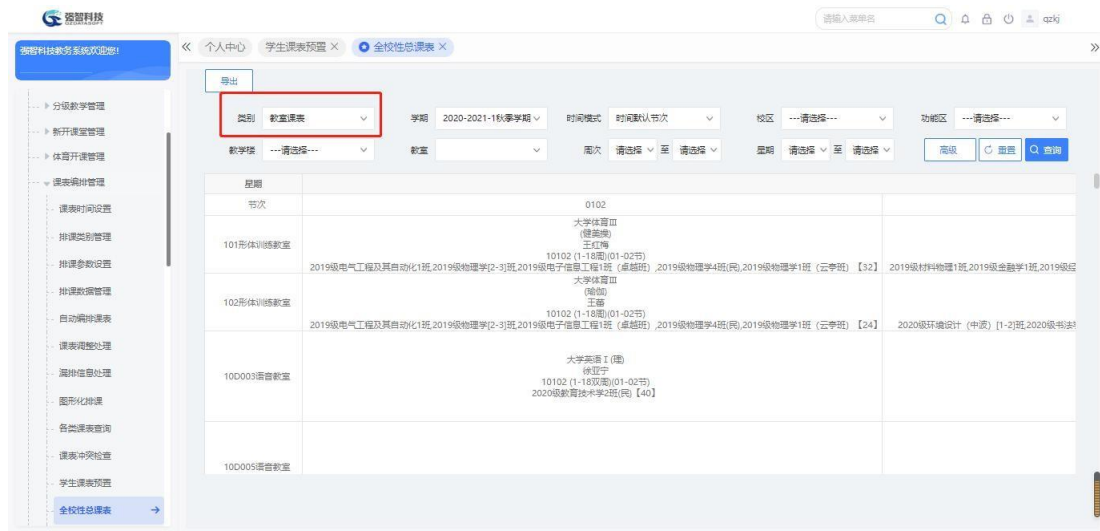 强智科技
QZDATASOFT
请输入菜单名
qzkj
强智科技教务系统欢迎您!
个人中心 学生课表预置 × 全校性总课表 ×
导出
类别 教室课表 学期 2020-2021-1秋季学期 时间模式 时间默认节次 校区 ---请选择--- 功能区 ---请选择---
教学楼 ---请选择--- 教室 周次 请选择 至 请选择 星期 请选择 至 请选择 高级 重置 查询
分级教学管理
新开课堂管理
体育开课管理
课表编排管理
课表时间设置
排课类别管理
排课参数设置
排课数据管理
自动编排课表
课表调整处理
漏排信息处理
图形化排课
各类课表查询
课表冲突检查
学生课表预置
全校性总课表
星期
节次 0102
101形体训练教室
大学体育III
(健美操)
王红梅
10102 (1-18周)(01-02节)
2019级电气工程及其自动化1班,2019级物理学[2-3]班,2019级电子信息工程1班（卓越班）,2019级物理学4班(民),2019级物理学1班（云亭班）【32】 2019级材料物理1班,2019级金融学1班,2019级经
102形体训练教室
大学体育III
(瑜伽)
王蕾
10102 (1-18周)(01-02节)
2019级电气工程及其自动化1班,2019级物理学[2-3]班,2019级电子信息工程1班（卓越班）,2019级物理学4班(民),2019级物理学1班（云亭班）【24】 2020级环境设计（中波）[1-2]班,2020级书法
10D003语音教室
大学英语 I (理)
徐亚宁
10102 (1-18双周)(01-02节)
2020级教育技术学2班(民)【40】
10D005语音教室